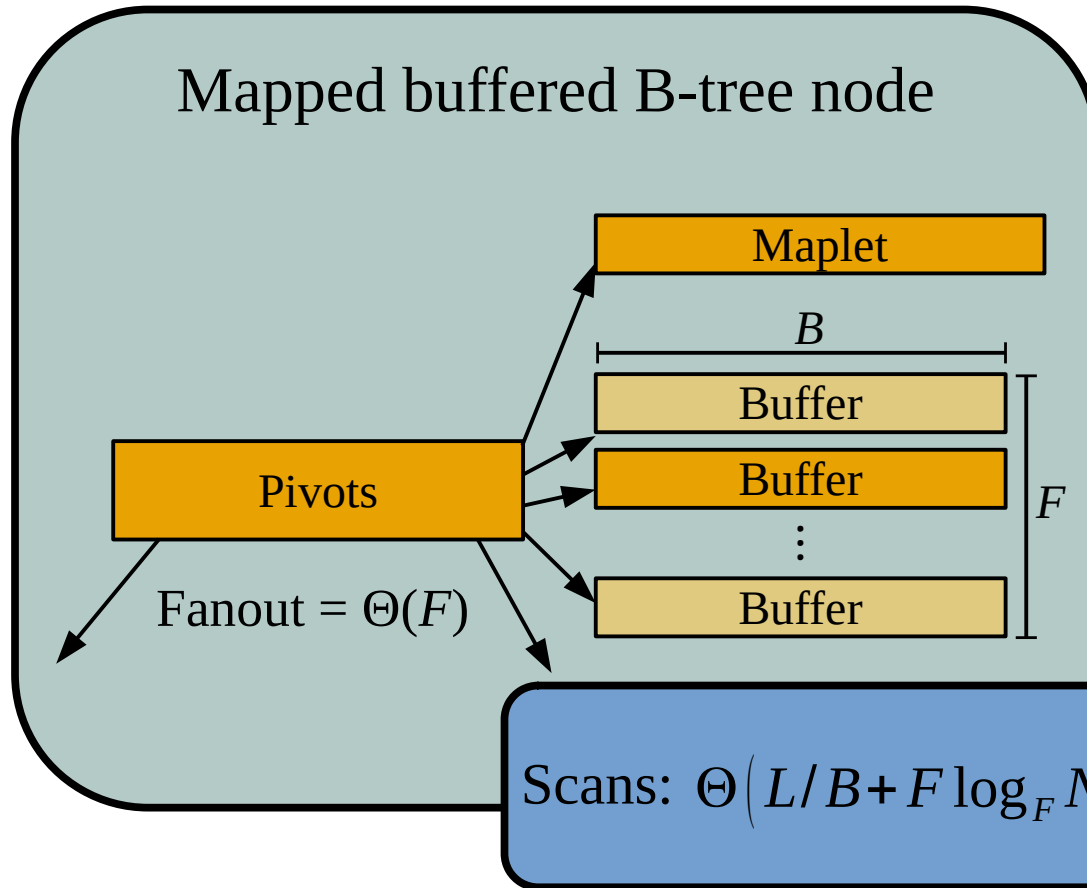 Mapped buffered B-tree node
Maplet
B
Buffer
Buffer
F
Pivots
⋮
Buffer
Fanout = Θ(F)
Scans: Θ(L/B+F log_F N